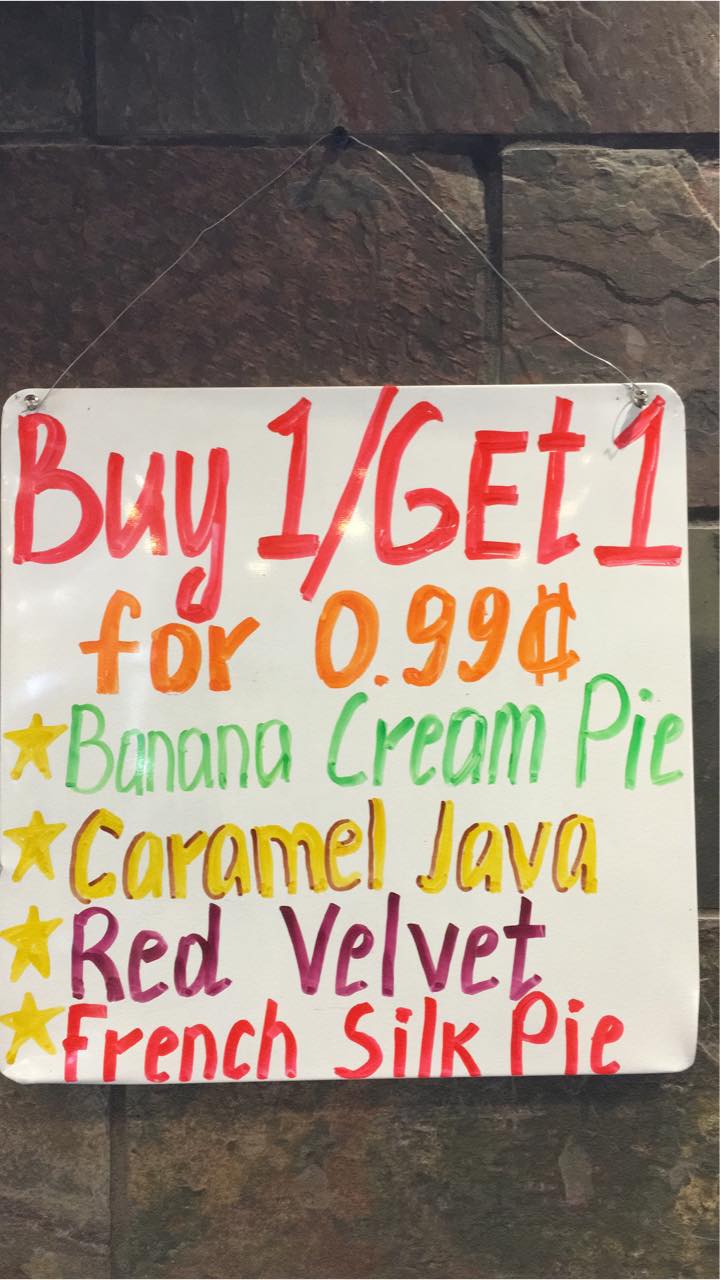 Buy 1/GEt 1
for 0.99¢
★Banana Cream Pie
★Caramel Java
★Red Velvet
★French Silk Pie